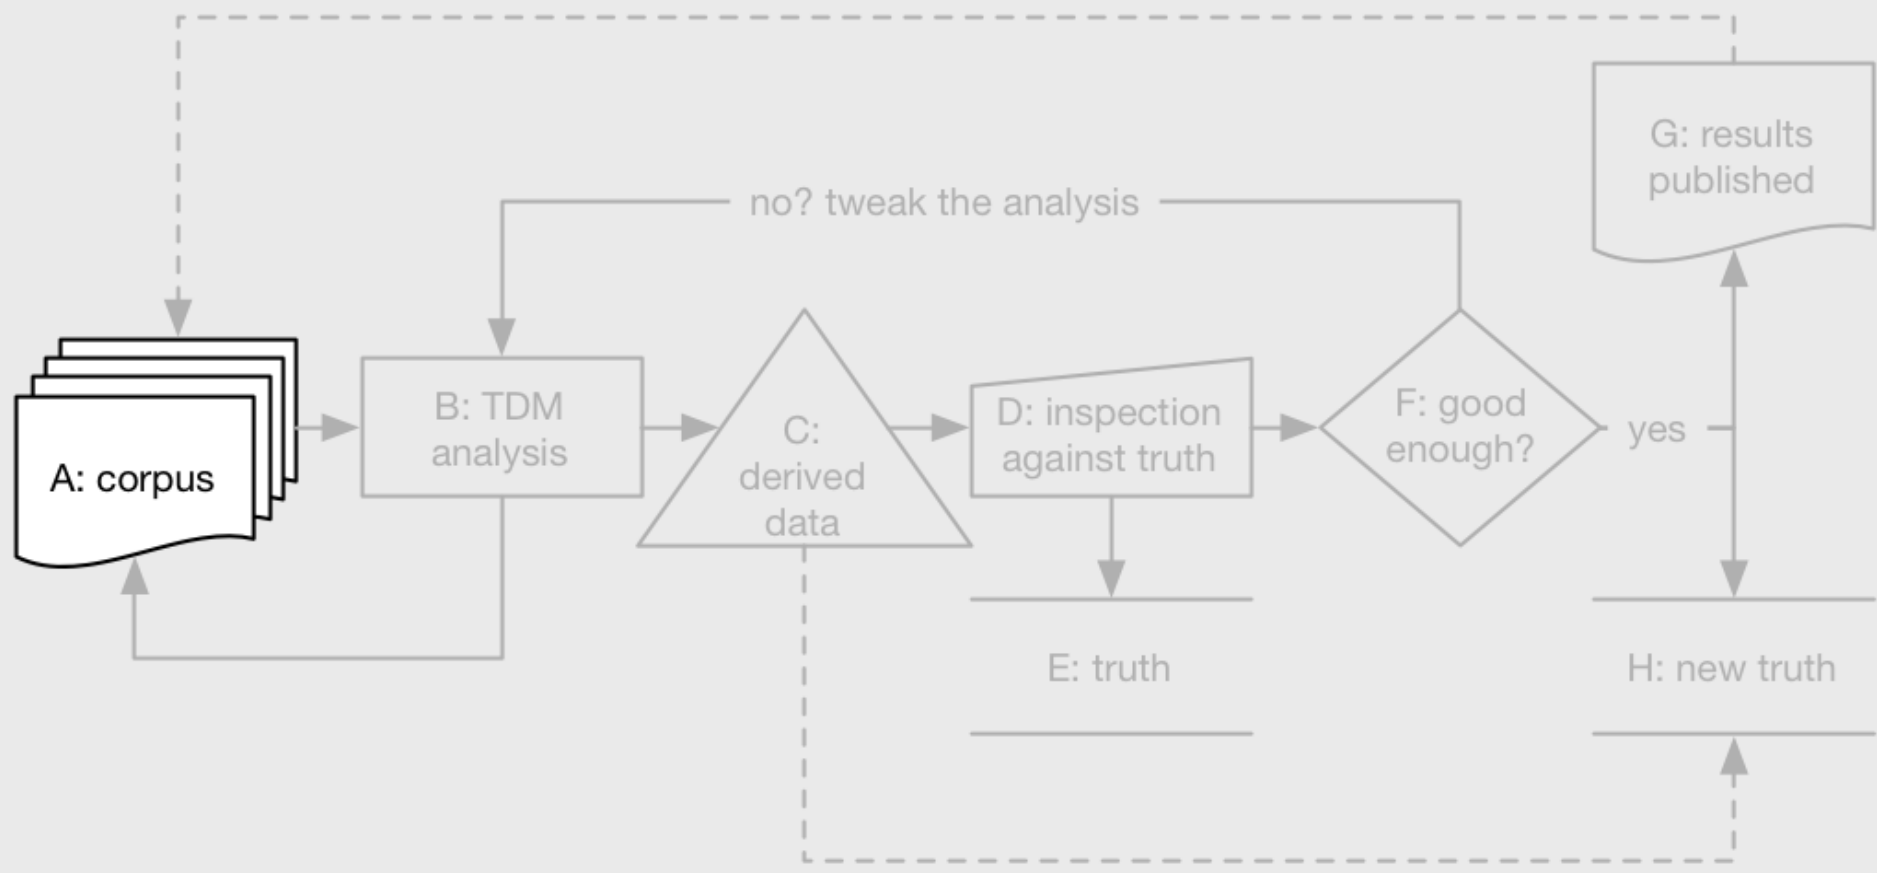 G: results
published
no? tweak the analysis
A: corpus
B: TDM
analysis
C:
derived
data
D: inspection
against truth
F: good
enough?
yes
E: truth
H: new truth